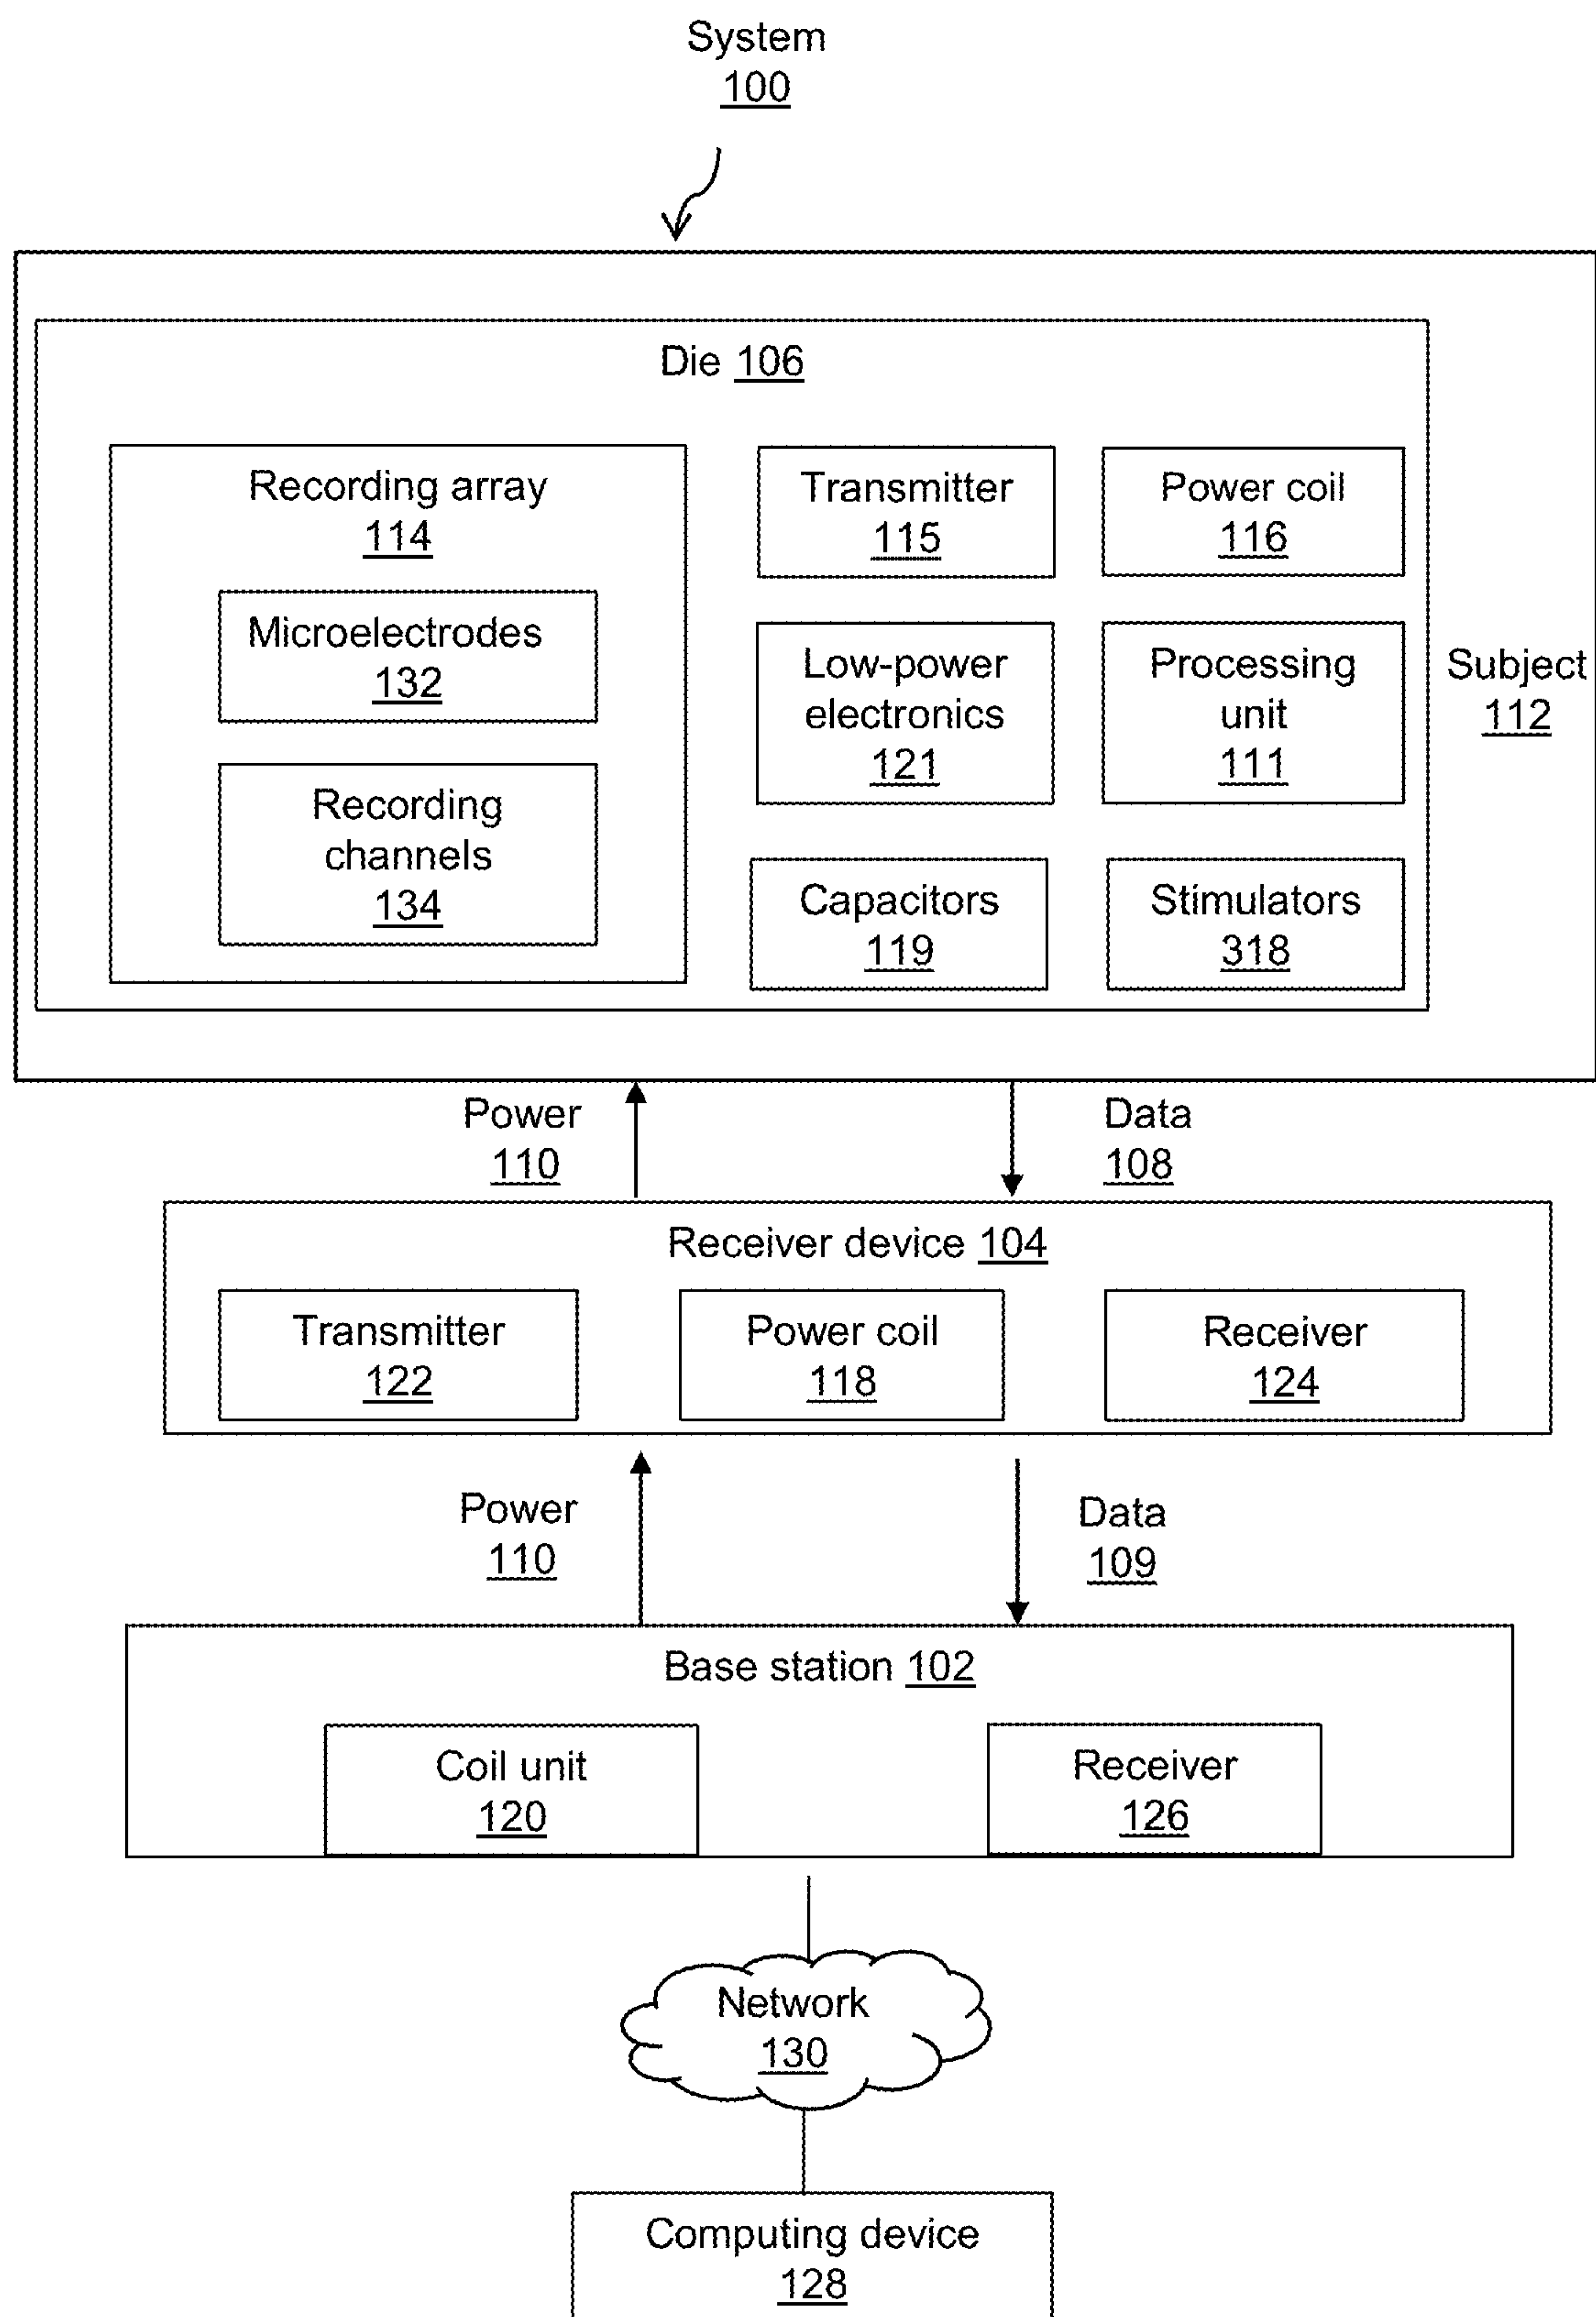 System
100
Die 106
Recording array
114
Microelectrodes
132
Recording
channels
134
Transmitter
115
Power coil
116
Low-power
electronics
121
Processing
unit
111
Capacitors
119
Stimulators
318
Subject
112
Power
110
Data
108
Receiver device 104
Transmitter
122
Power coil
118
Receiver
124
Power
110
Data
109
Base station 102
Coil unit
120
Receiver
126
Network
130
Computing device
128